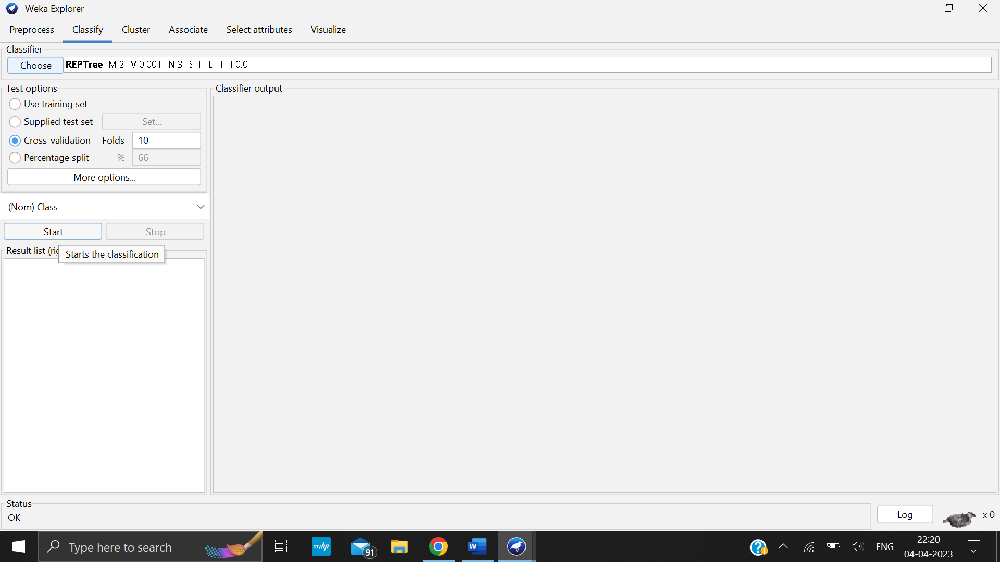 Weka Explorer
Preprocess Classify Cluster Associate Select attributes Visualize
Classifier
Choose REPTree -M 2 -V 0.001 -N 3 -S 1 -L -1 -I 0.0
Test options
Use training set
Supplied test set Set...
Cross-validation Folds 10
Percentage split % 66
More options...
(Nom) Class
Start Stop
Result list (rig
Starts the classification
Classifier output
Status
OK
Log x 0
Type here to search
myhp
91
W
ENG
22:20
04-04-2023